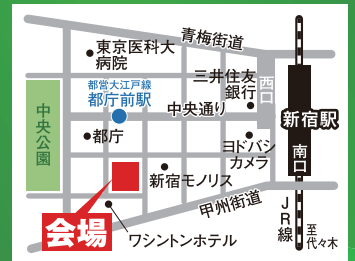 青梅街道
東京医科大
病院
都営大江戸線
都庁前駅
三井住友
銀行
西口
中央通り
新宿駅
中央公園
都庁
ヨドバシ
カメラ
南口
新宿モノリス
甲州街道
会場
ワシントンホテル
JR線
至
代々木